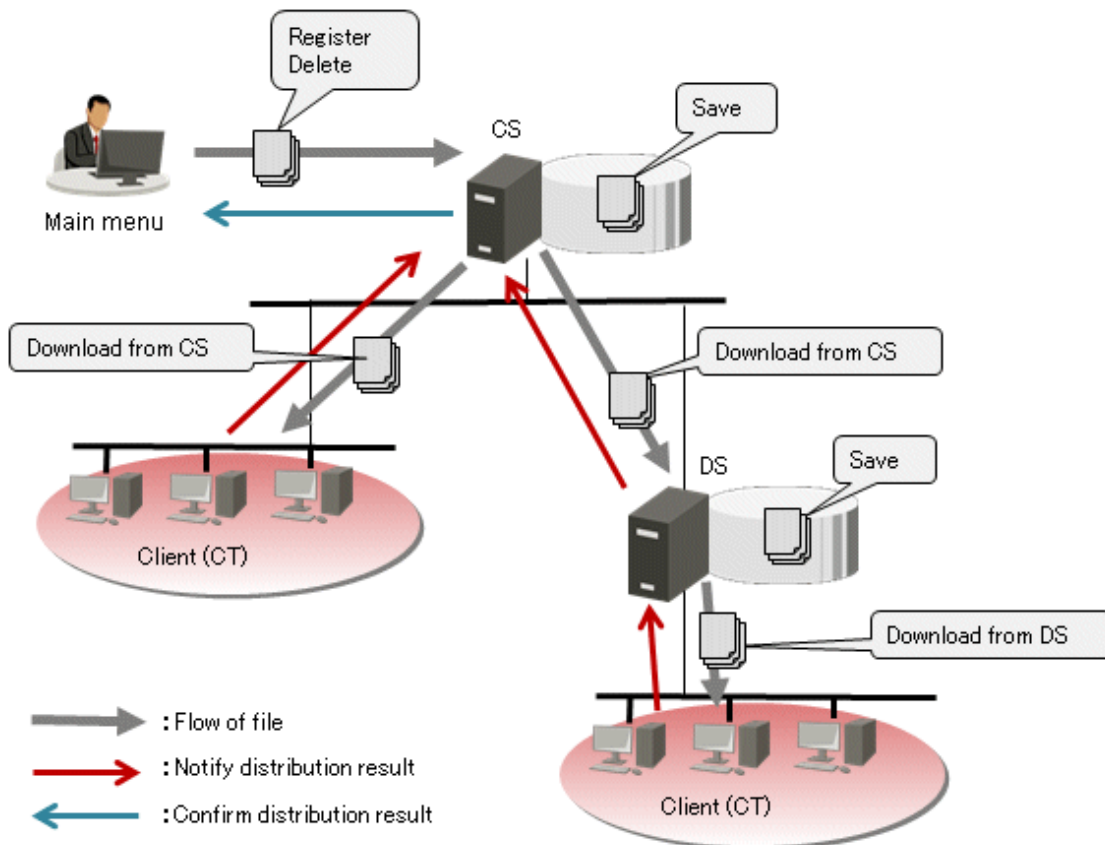 Register
Delete
Save
CS
Main menu
Download from CS
Download from CS
DS
Save
Client (CT)
Download from DS
: Flow of file
: Notify distribution result
: Confirm distribution result
Client (CT)